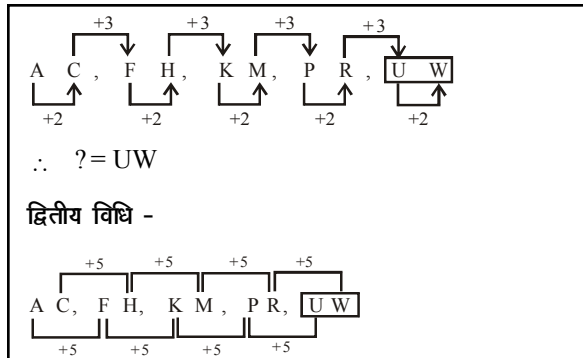 +3 +3 +3 +3
A C, F H, K M, P R, U W
+2 +2 +2 +2 +2
∴ ?= UW
द्वितीय विधि -
+5 +5 +5 +5
A C, F H, K M, P R, U W
+5 +5 +5 +5